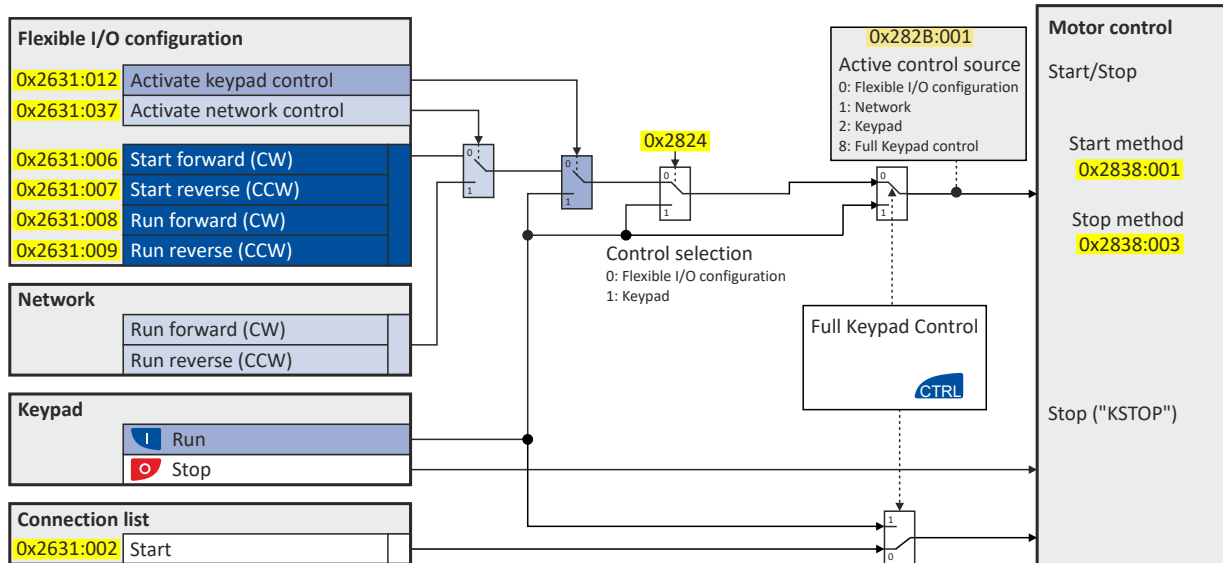 Flexible I/O configuration
0x2631:012 Activate keypad control
0x2631:037 Activate network control
0x2631:006 Start forward (CW)
0x2631:007 Start reverse (CCW)
0x2631:008 Run forward (CW)
0x2631:009 Run reverse (CCW)
Network
Run forward (CW)
Run reverse (CCW)
Keypad
I Run
O Stop
Connection list
0x2631:002 Start
0
1
0
1
0x2824
0
1
Control selection
0: Flexible I/O configuration
1: Keypad
0x282B:001
Active control source
0: Flexible I/O configuration
1: Network
2: Keypad
8: Full Keypad control
0
1
Full Keypad Control
CTRL
1
0
Motor control
Start/Stop
Start method
0x2838:001
Stop method
0x2838:003
Stop ("KSTOP")